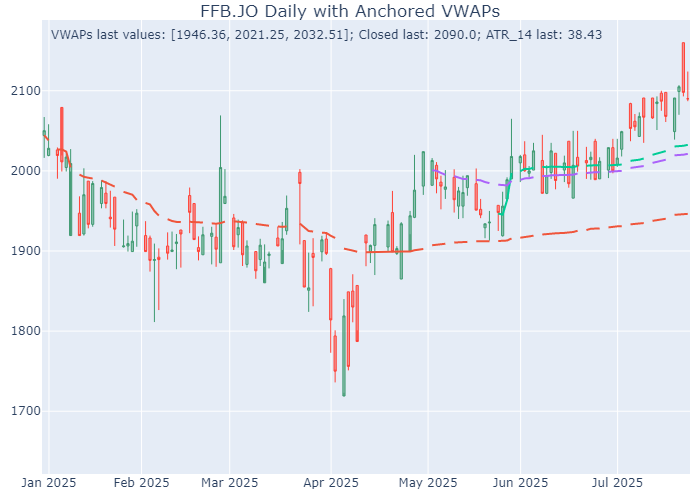 FFB.JO Daily with Anchored VWAPs
VWAPs last values: [1946.36, 2021.25, 2032.51]; Closed last: 2090.0; ATR_14 last: 38.43
2100
2000
1900
1800
1700
Jan 2025 Feb 2025 Mar 2025 Apr 2025 May 2025 Jun 2025 Jul 2025